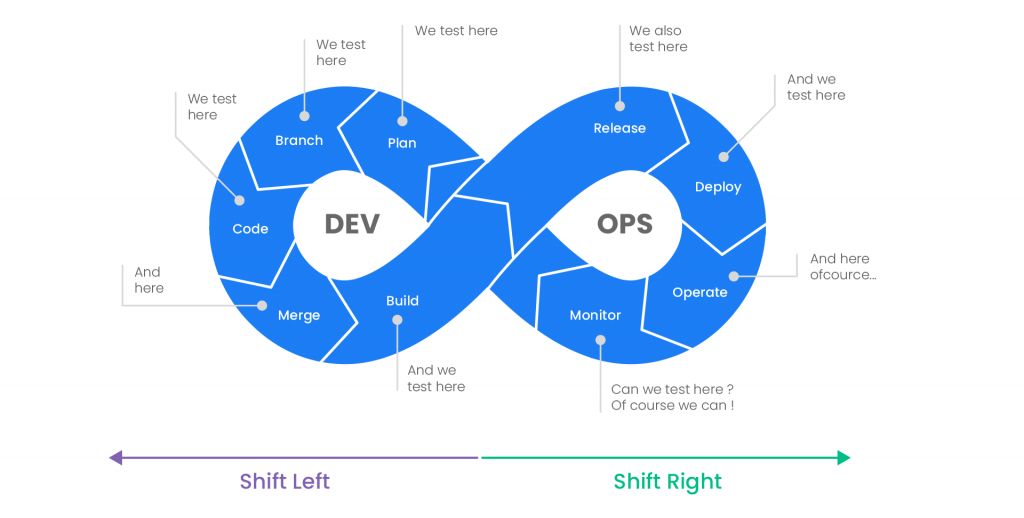 We test here
We also
test here
We test
here
And we
test here
We test
here
Branch
Plan
Release
Deploy
Code
DEV
OPS
And here
ofcource...
And
here
Merge
Build
Monitor
Operate
And we
test here
Can we test here ?
Of course we can !
Shift Left
Shift Right